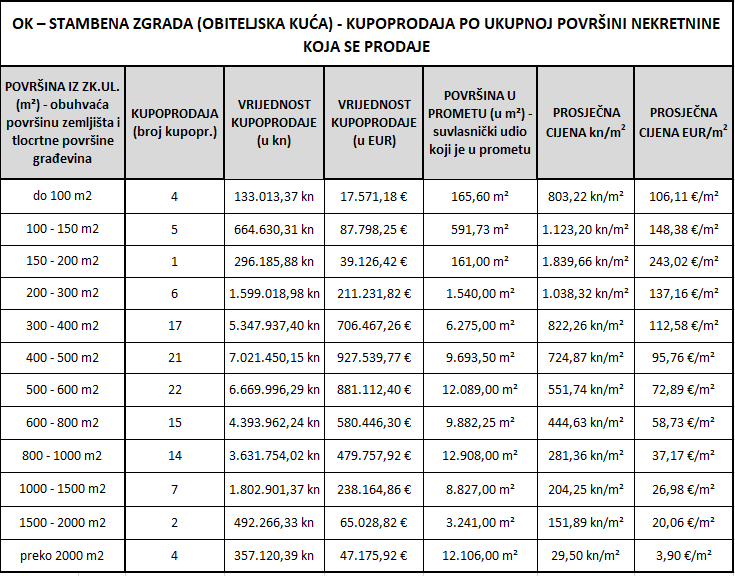 OK – STAMBENA ZGRADA (OBITELJSKA KUĆA) - KUPOPRODAJA PO UKUPNOJ POVRŠINI NEKRETNINE
KOJA SE PRODAJE
POVRŠINA IZ ZK.UL.
(m²) - obuhvaća
površinu zemljišta i
tlocrtne površine
građevina
KUPOPRODAJA
(broj kupopr.)
VRIJEDNOST
KUPOPRODAJE
(u kn)
VRIJEDNOST
KUPOPRODAJE
(u EUR)
POVRŠINA U
PROMETU (u m²) -
suvlasnički udio
koji je u prometu
PROSJEČNA
CIJENA kn/m²
PROSJEČNA
CIJENA EUR/m²
do 100 m2 4 133.013,37 kn 17.571,18 € 165,60 m² 803,22 kn/m² 106,11 €/m²
100 - 150 m2 5 664.630,31 kn 87.798,25 € 591,73 m² 1.123,20 kn/m² 148,38 €/m²
150 - 200 m2 1 296.185,88 kn 39.126,42 € 161,00 m² 1.839,66 kn/m² 243,02 €/m²
200 - 300 m2 6 1.599.018,98 kn 211.231,82 € 1.540,00 m² 1.038,32 kn/m² 137,16 €/m²
300 - 400 m2 17 5.347.937,40 kn 706.467,26 € 6.275,00 m² 822,26 kn/m² 112,58 €/m²
400 - 500 m2 21 7.021.450,15 kn 927.539,77 € 9.693,50 m² 724,87 kn/m² 95,76 €/m²
500 - 600 m2 22 6.669.996,29 kn 881.112,40 € 12.089,00 m² 551,74 kn/m² 72,89 €/m²
600 - 800 m2 15 4.393.962,24 kn 580.446,30 € 9.882,25 m² 444,63 kn/m² 58,73 €/m²
800 - 1000 m2 14 3.631.754,02 kn 479.757,92 € 12.908,00 m² 281,36 kn/m² 37,17 €/m²
1000 - 1500 m2 7 1.802.901,37 kn 238.164,86 € 8.827,00 m² 204,25 kn/m² 26,98 €/m²
1500 - 2000 m2 2 492.266,33 kn 65.028,82 € 3.241,00 m² 151,89 kn/m² 20,06 €/m²
preko 2000 m2 4 357.120,39 kn 47.175,92 € 12.106,00 m² 29,50 kn/m² 3,90 €/m²